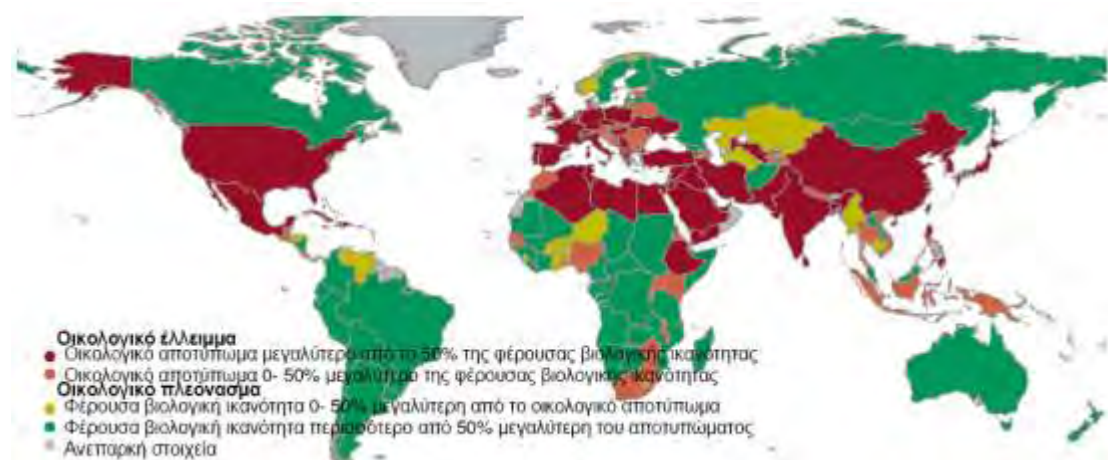 Οικολογικό έλλειμμα
Οικολογικό αποτύπωμα μεγαλύτερο από το 50% της φέρουσας βιολογικής ικανότητας
Οικολογικό αποτύπωμα 0- 50% μεγαλύτερο της φέρουσας βιολογικής ικανότητας
Οικολογικό πλεόνασμα
Φέρουσα βιολογική ικανότητα 0- 50% μεγαλύτερη από το οικολογικό αποτύπωμα
Φέρουσα βιολογική ικανότητα περισσότερο από 50% μεγαλύτερη του αποτυπώματος
Ανεπαρκή στοιχεία